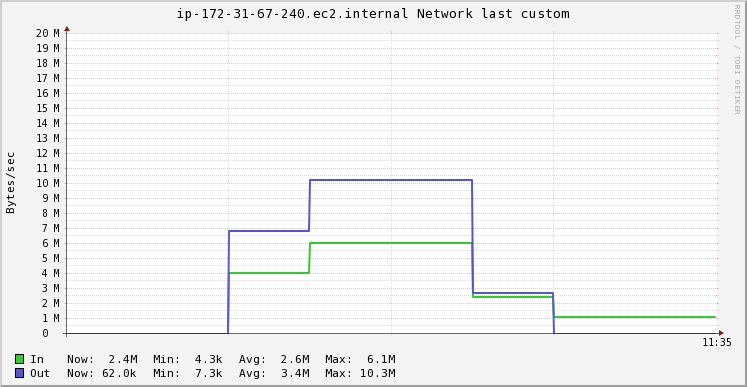 ip-172-31-67-240.ec2.internal Network last custom
RRDTOOL / TOBI OETIKER
Bytes/sec
20 M
19 M
18 M
17 M
16 M
15 M
14 M
13 M
12 M
11 M
10 M
9 M
8 M
7 M
6 M
5 M
4 M
3 M
2 M
1 M
0
11:35
In Now: 2.4M Min: 4.3k Avg: 2.6M Max: 6.1M
Out Now: 62.0k Min: 7.3k Avg: 3.4M Max: 10.3M